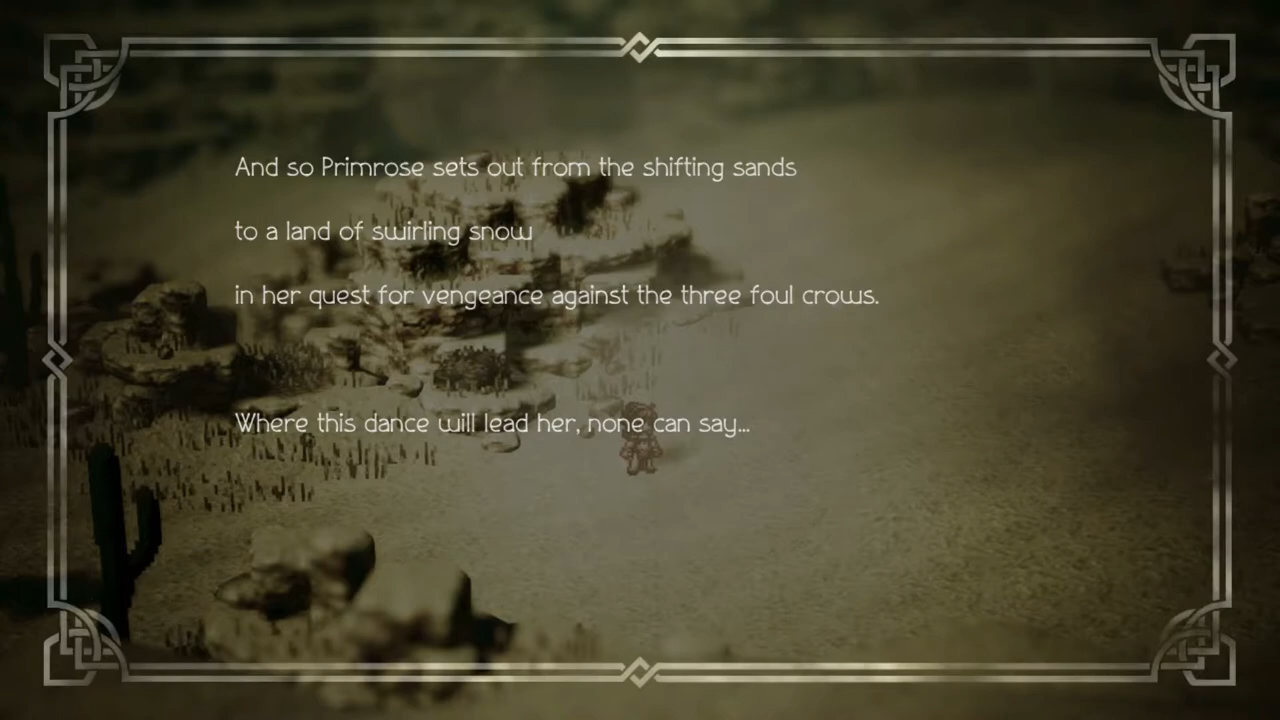 And so Primrose sets out from the shifting sands
to a land of swirling snow
in her quest for vengeance against the three foul crows.
Where this dance will lead her, none can say...